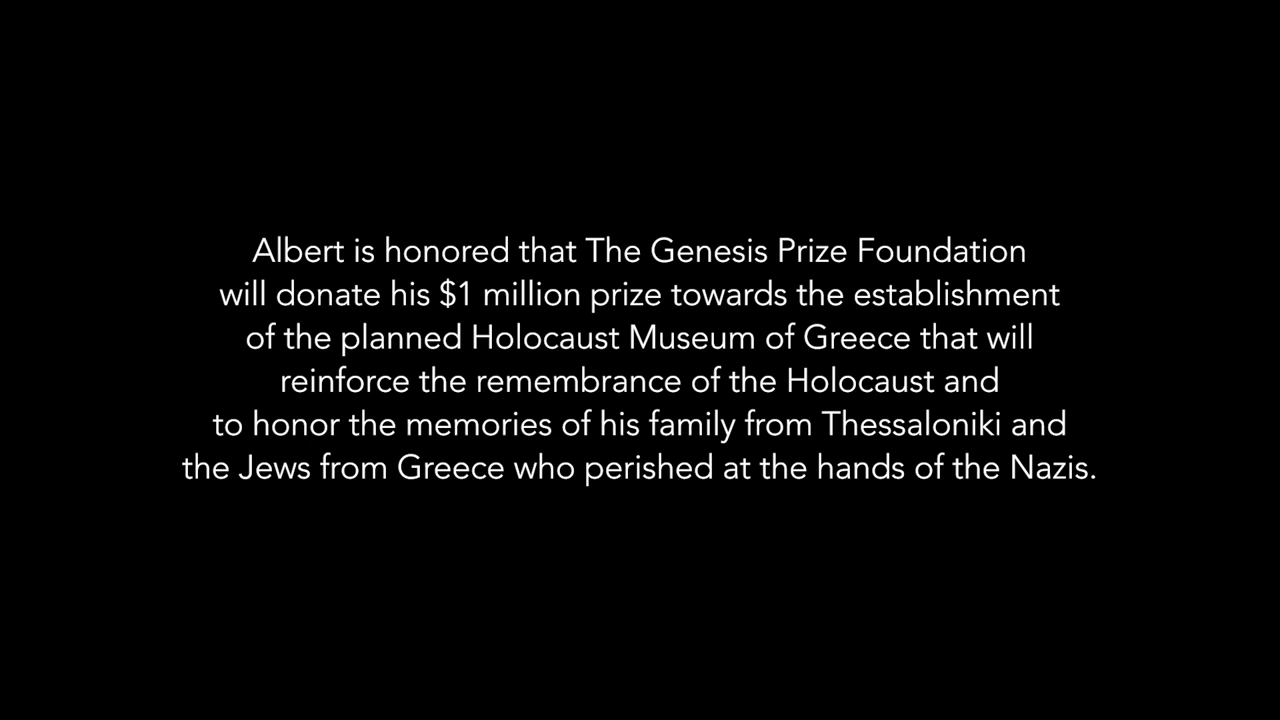 Albert is honored that The Genesis Prize Foundation
will donate his $1 million prize towards the establishment
of the planned Holocaust Museum of Greece that will
reinforce the remembrance of the Holocaust and
to honor the memories of his family from Thessaloniki and
the Jews from Greece who perished at the hands of the Nazis.